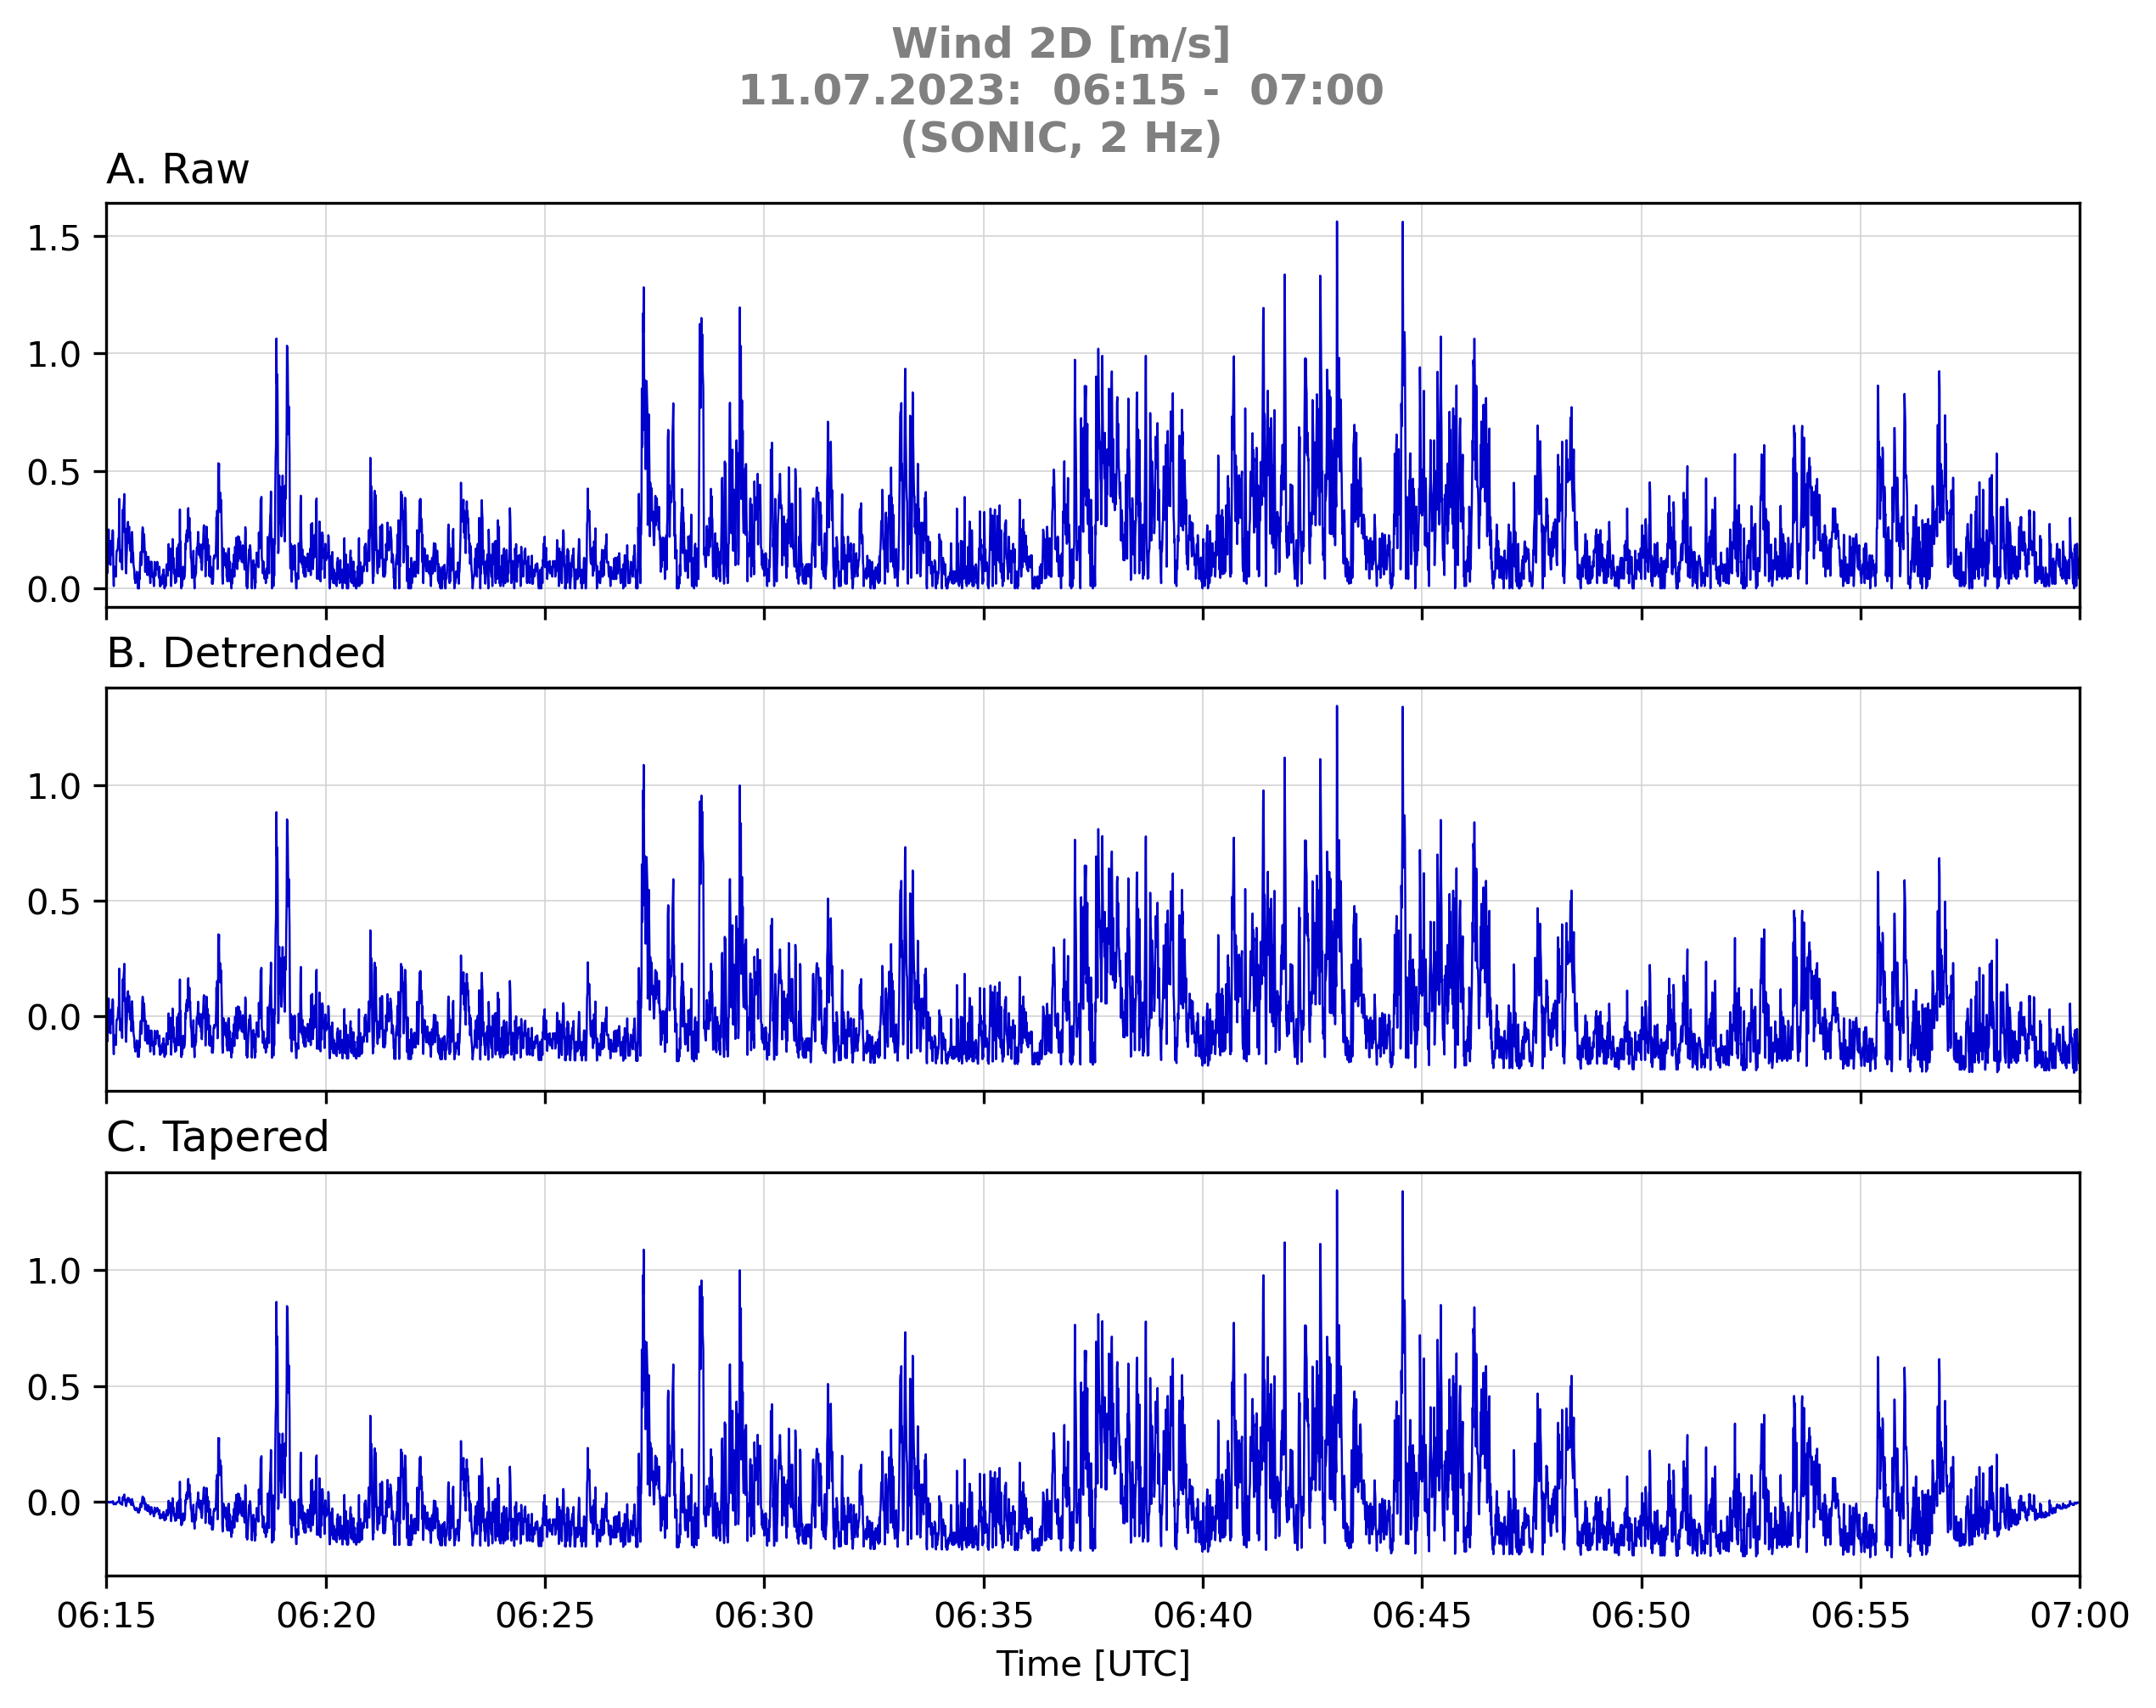 Wind 2D [m/s]
11.07.2023:  06:15 -  07:00
(SONIC, 2 Hz)
A. Raw
1.5
1.0
0.5
0.0
B. Detrended
1.0
0.5
0.0
C. Tapered
1.0
0.5
0.0
06:15 06:20 06:25 06:30 06:35 06:40 06:45 06:50 06:55 07:00
Time [UTC]